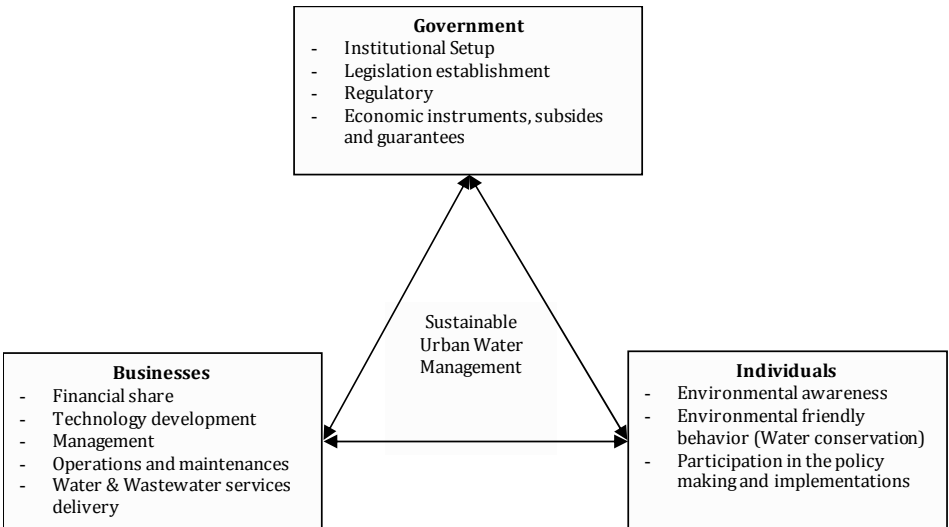 Government
- Institutional Setup
- Legislation establishment
- Regulatory
- Economic instruments, subsides
and guarantees
Sustainable
Urban Water
Management
Businesses
- Financial share
- Technology development
- Management
- Operations and maintenances
- Water & Wastewater services
delivery
Individuals
- Environmental awareness
- Environmental friendly
behavior (Water conservation)
- Participation in the policy
making and implementations